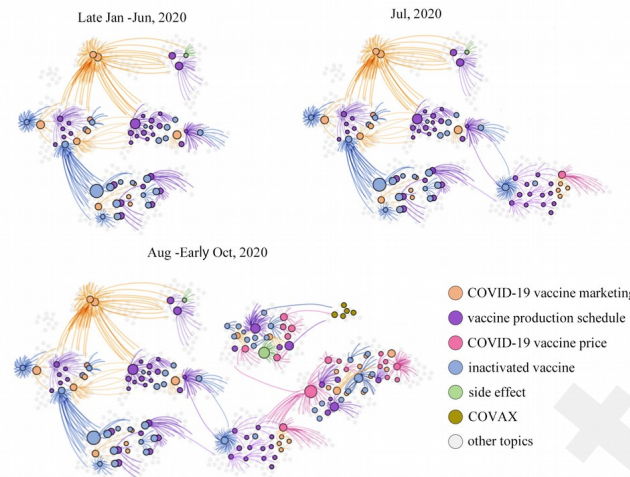 Late Jan -Jun, 2020
Jul, 2020
Aug -Early Oct, 2020
COVID-19 vaccine marketing
vaccine production schedule
COVID-19 vaccine price
inactivated vaccine
side effect
COVAX
other topics